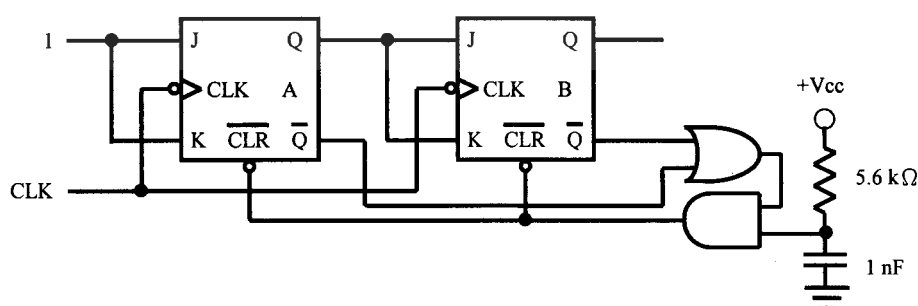 1
J Q
CLK A
K CLR Q
J Q
CLK B
K CLR Q
CLK
+Vcc
5.6 kΩ
1 nF